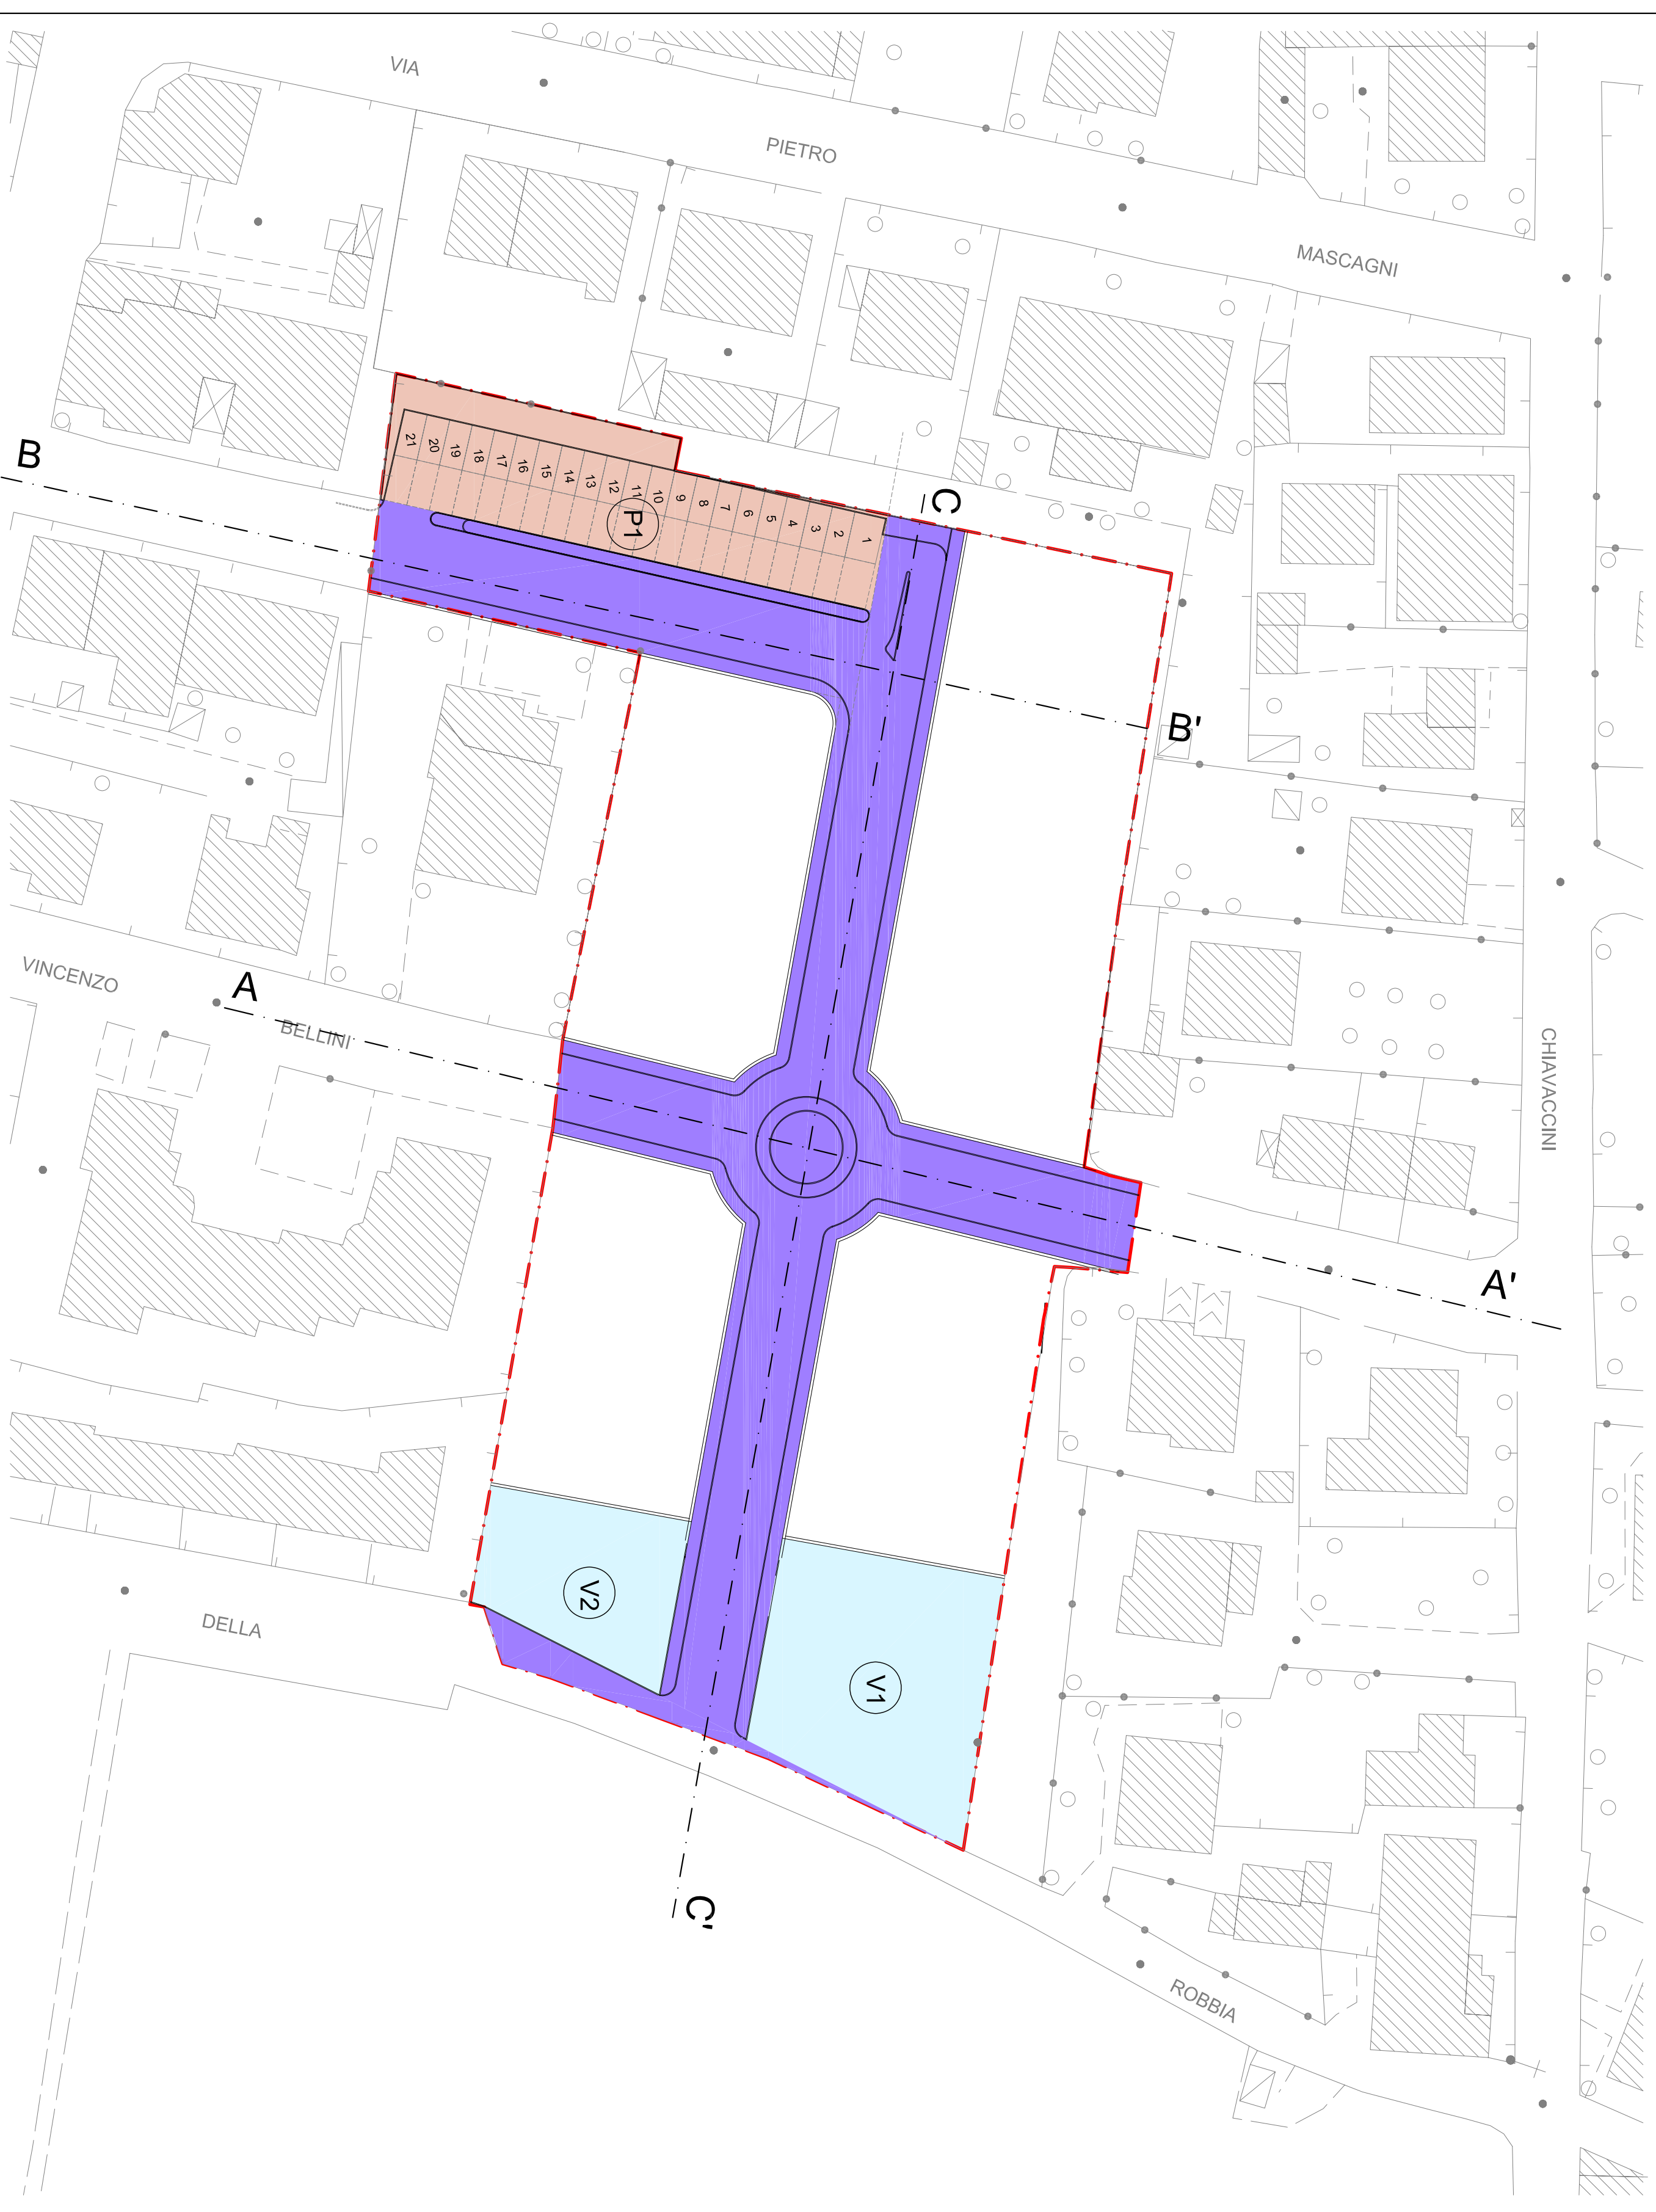 VIA
PIETRO
MASCAGNI
B
C
21
20
19
18
17
16
15
14
13
12
11
10
9
8
7
6
5
4
3
2
1
P1
B'
VINCENZO
A
BELLINI
CHIAVACCINI
A'
V2
V1
DELLA
C'
ROBBIA